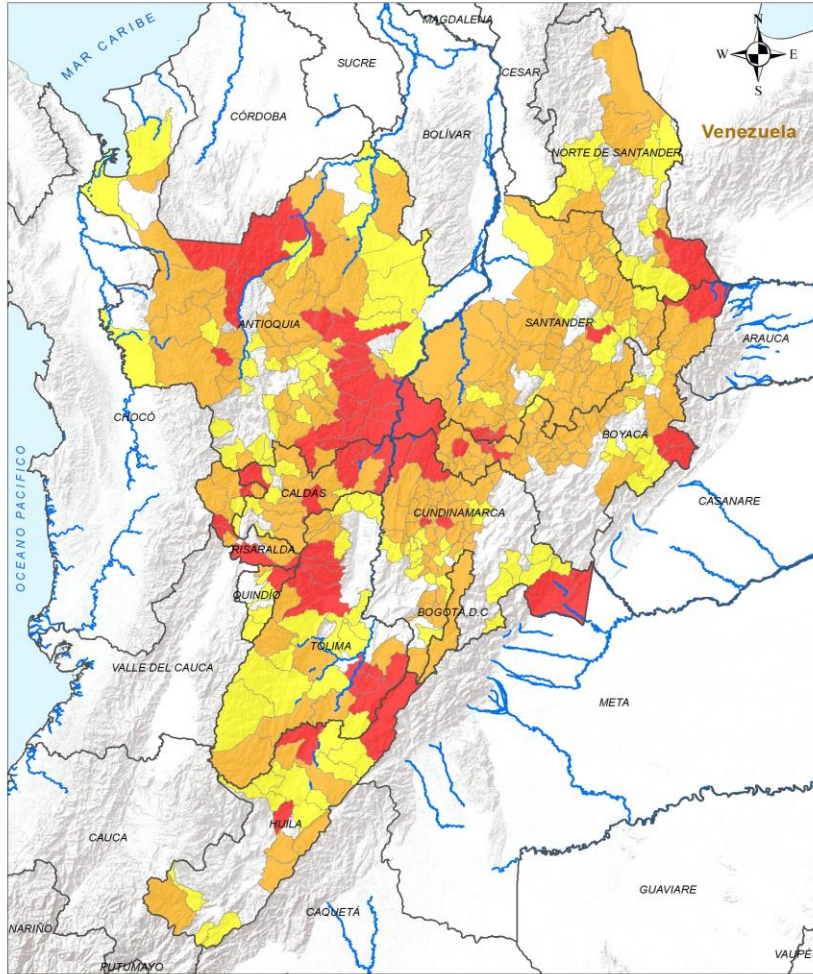 MAR CARIBE
MAGDALENA
SUCRE
CESAR
N
W E
S
CÓRDOBA
BOLÍVAR
Venezuela
NORTE DE SANTANDER
ANTIOQUIA
SANTANDER
ARAUCA
CHOCÓ
BOYACÁ
OCEANO PACIFICO
CALDAS
CUNDINAMARCA
CASANARE
RISARALDA
QUINDÍO
BOGOTÁ, D.C
TOLIMA
VALLE DEL CAUCA
META
HUILA
CAUCA
GUAVIARE
CAQUETÁ
NARIÑO
PUTUMAYO
VAUPÉ